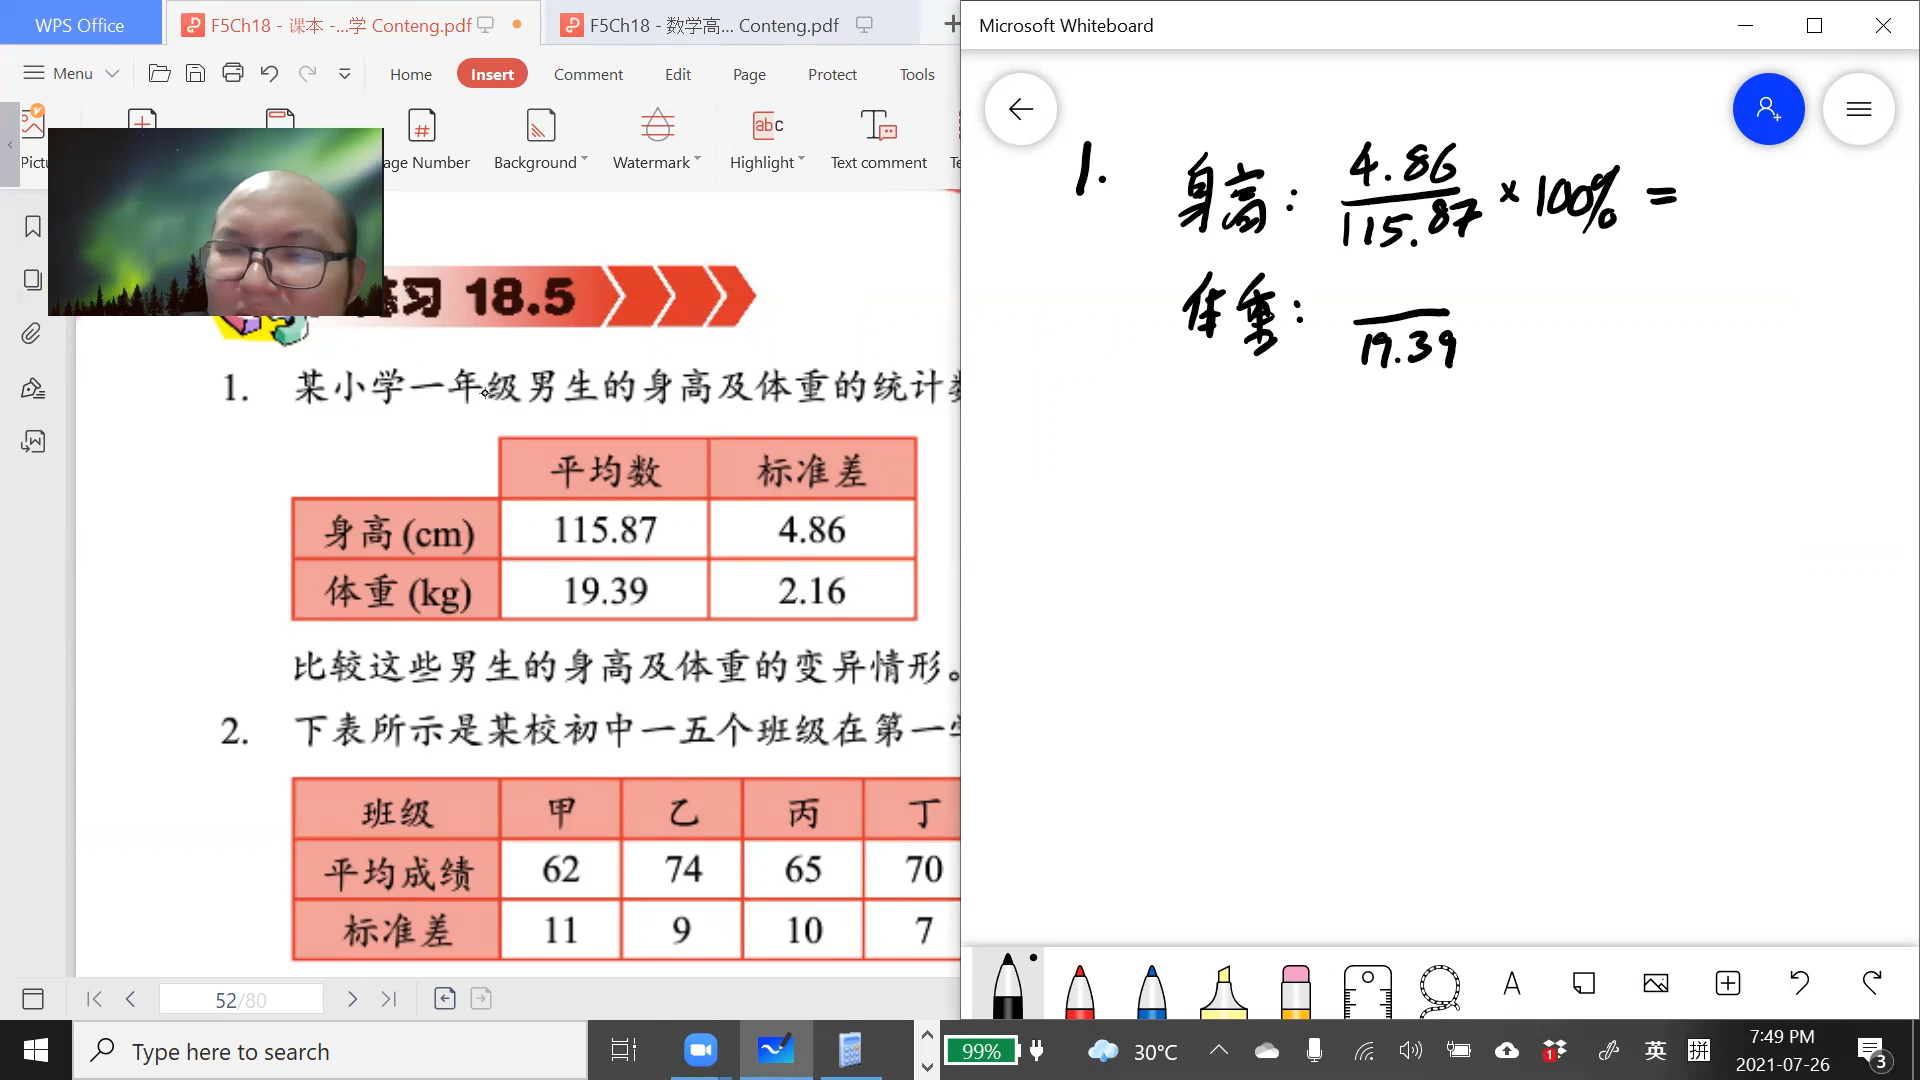 WPS Office
F5Ch18 - 课本 -...学 Conteng.pdf
F5Ch18 - 数学高... Conteng.pdf
Microsoft Whiteboard
Menu
Home
Insert
Comment
Edit
Page
Protect
Tools
Pictu
age Number
Background
Watermark
Highlight
Text comment
Te
习 18.5
1. 某小学一年级男生的身高及体重的统计
平均数 标准差
身高 (cm) 115.87 4.86
体重 (kg) 19.39 2.16
比较这些男生的身高及体重的变异情形。
2. 下表所示是某校初中一五个班级在第一
班级 甲 乙 丙 丁
平均成绩 62 74 65 70
标准差 11 9 10 7
1. 身高: 4.86
115.87 × 100% =
体重:
19.39
52/80
Type here to search
99%
30°C
英
拼
7:49 PM
2021-07-26
1
3